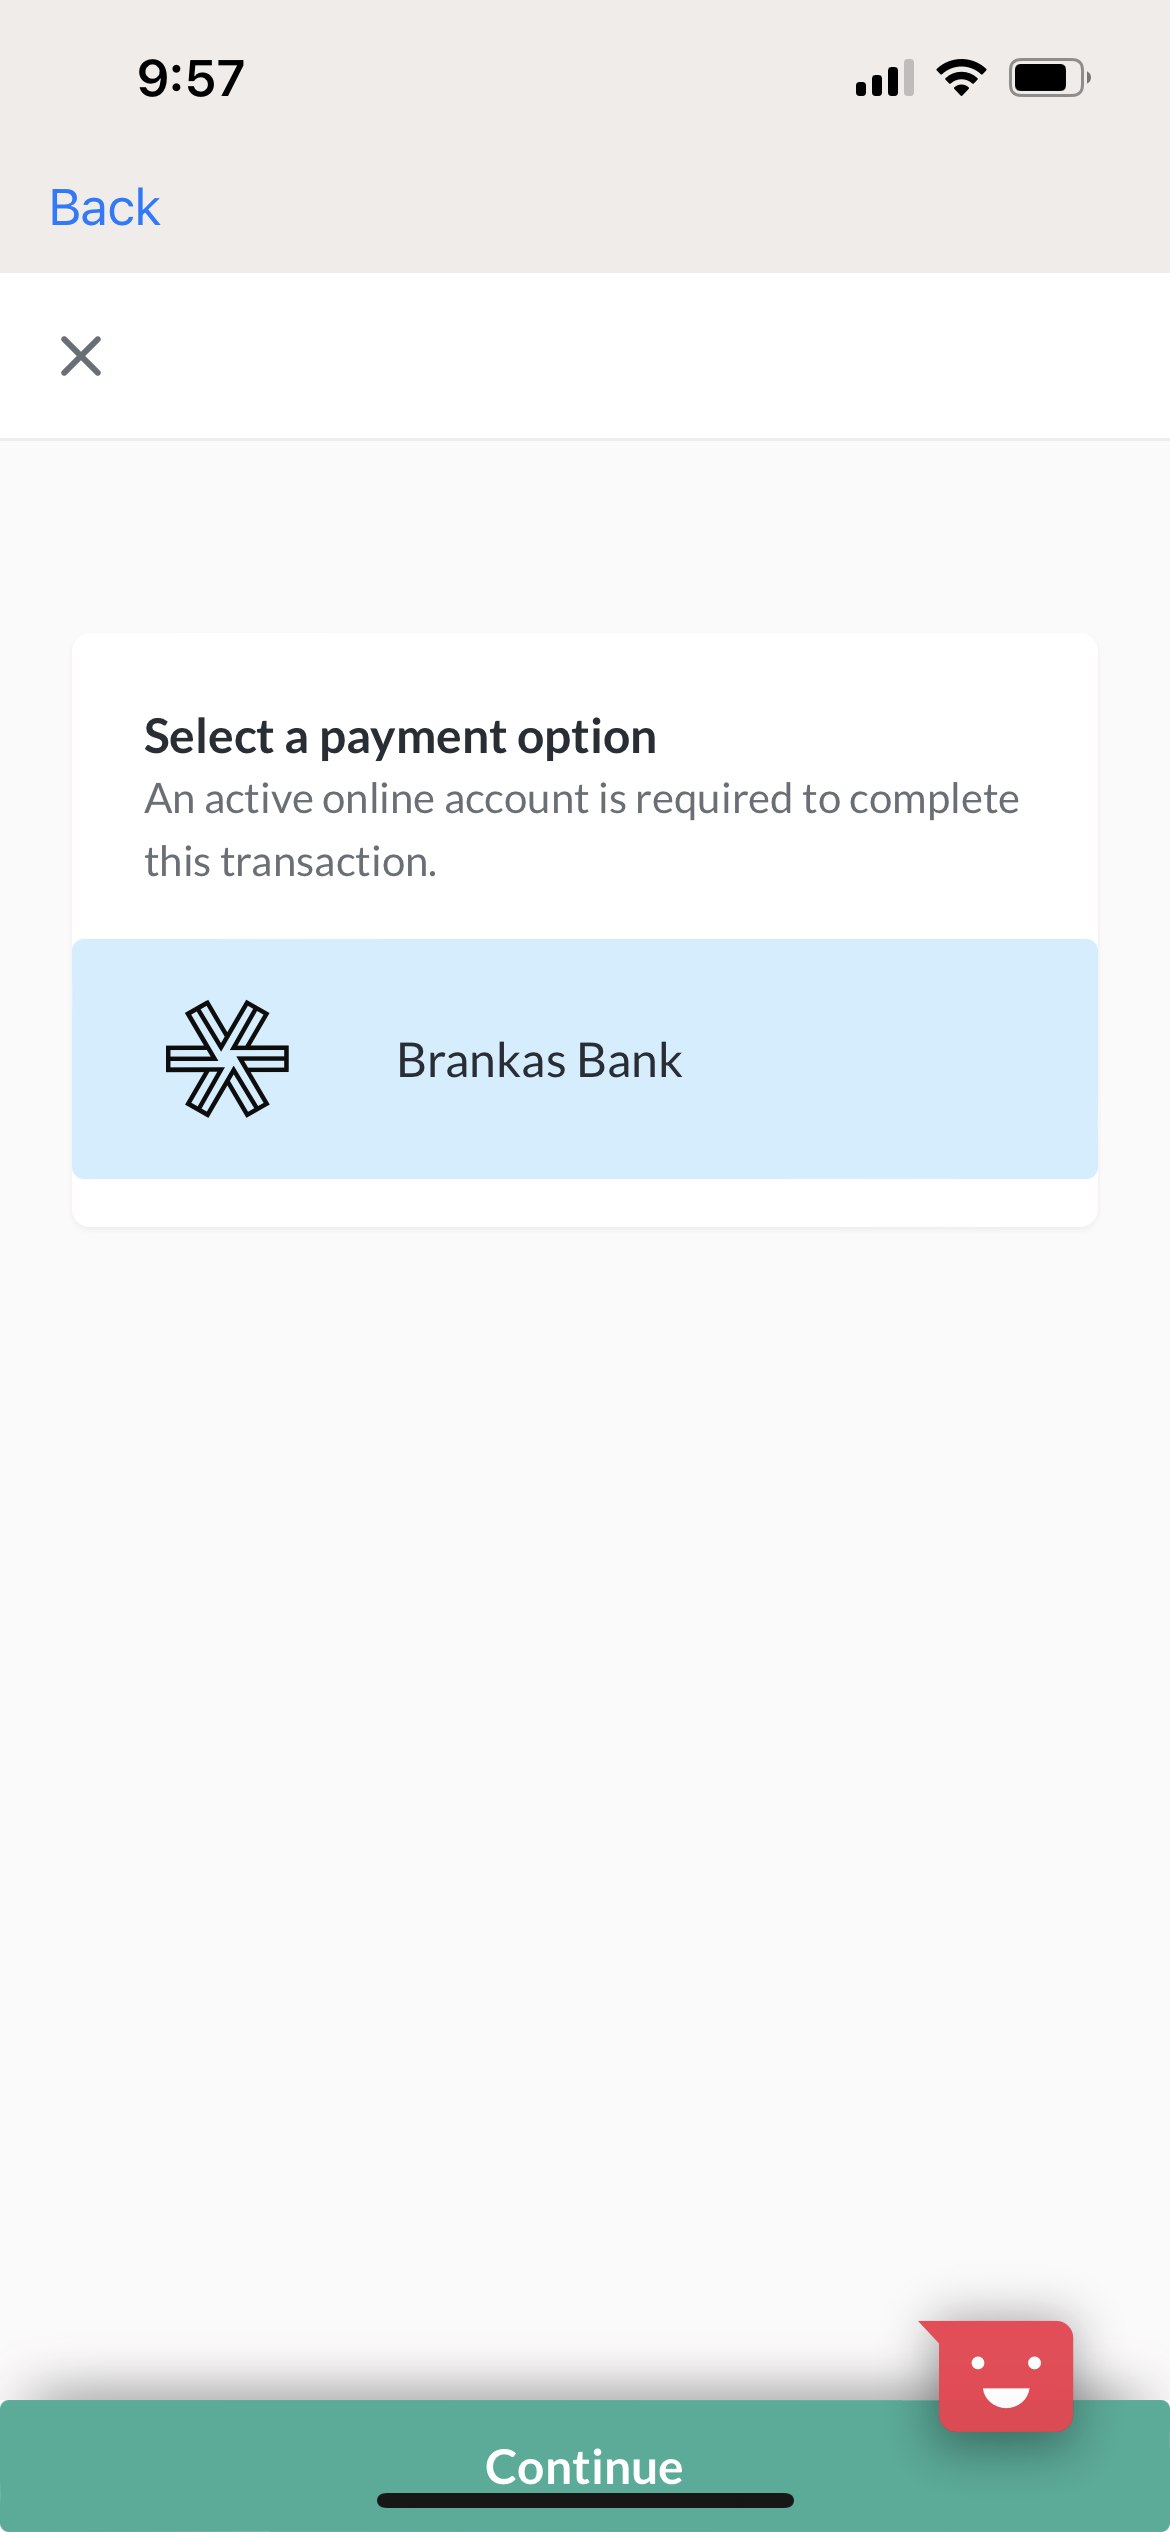 9:57
Back
Select a payment option
An active online account is required to complete
this transaction.
Brankas Bank
Continue